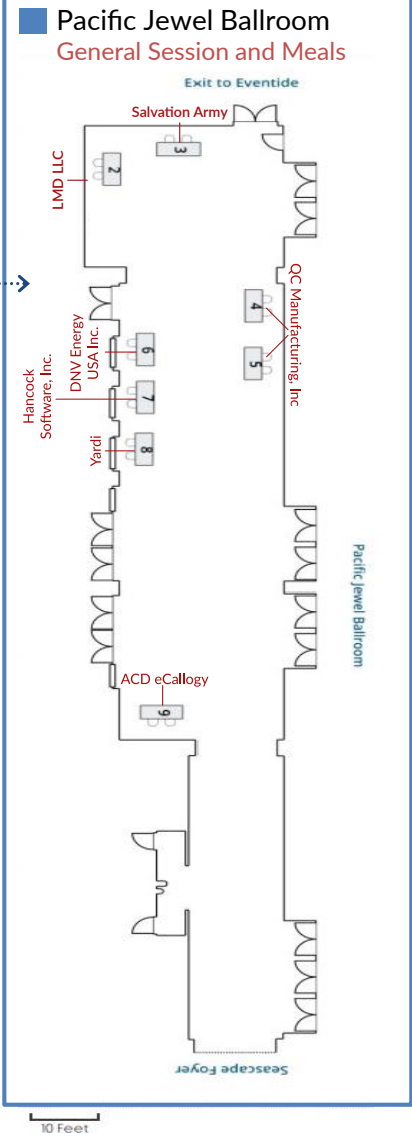 Pacific Jewel Ballroom
General Session and Meals
Exit to Eventide
Salvation Army
3
2
LMD LLC
4
QC Manufacturing, Inc
5
6
DNV Energy
USA Inc.
7
Hancock
Software, Inc.
8
Yardi
Pacific Jewel Ballroom
ACD eCallogy
9
Seascape Foyer
10 Feet